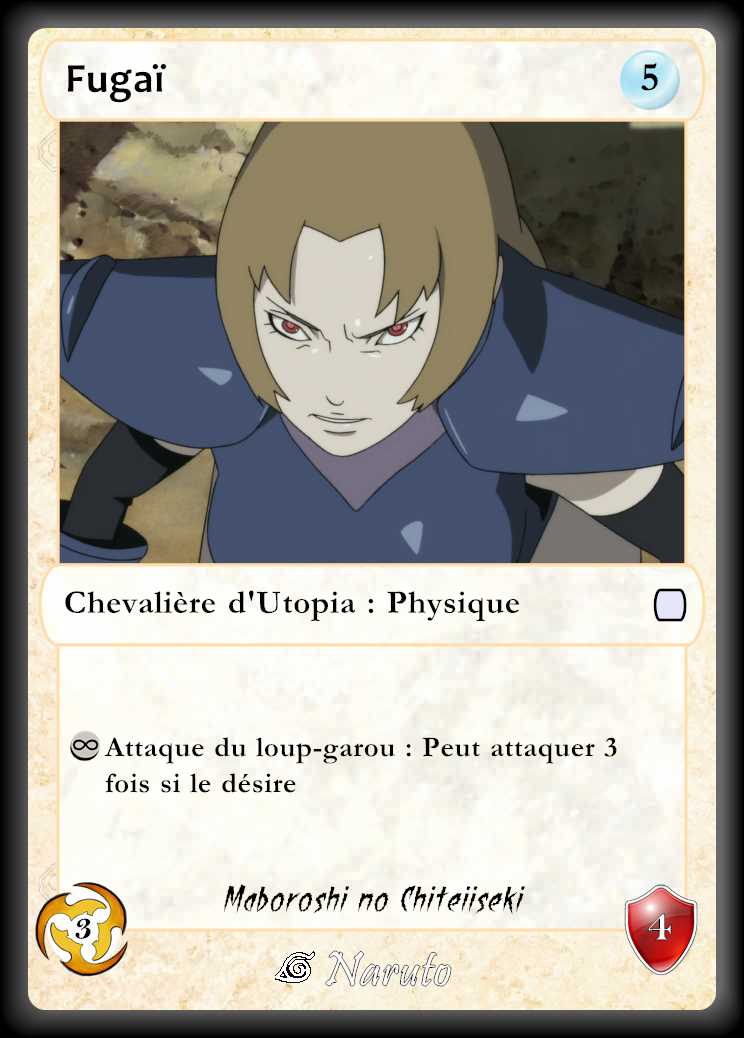 Fugaï
5
Chevalière d'Utopia : Physique
∞ Attaque du loup-garou : Peut attaquer 3
fois si le désire
Maboroshi no Chiteiiseki
3
4
Naruto